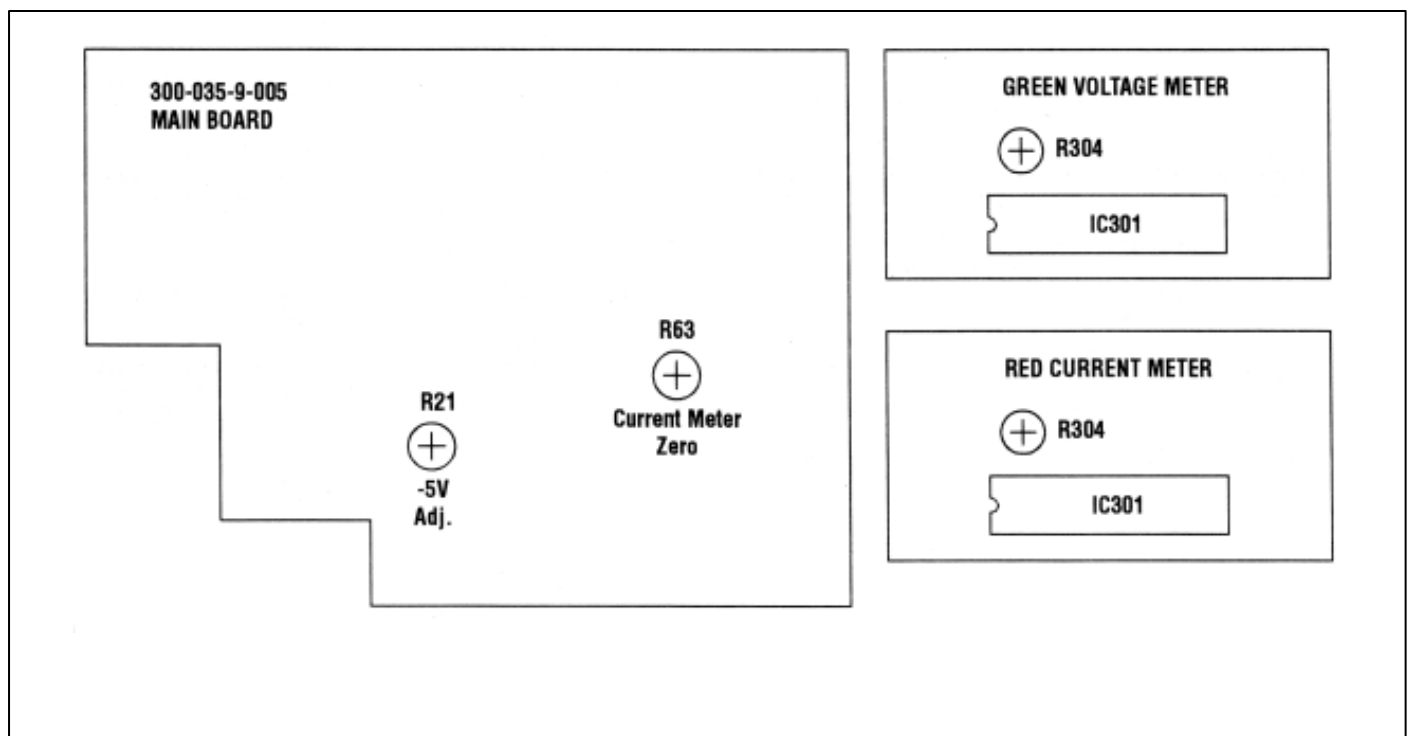 300-035-9-005
MAIN BOARD
R63
Current Meter
Zero
R21
-5V
Adj.
GREEN VOLTAGE METER
R304
IC301
RED CURRENT METER
R304
IC301